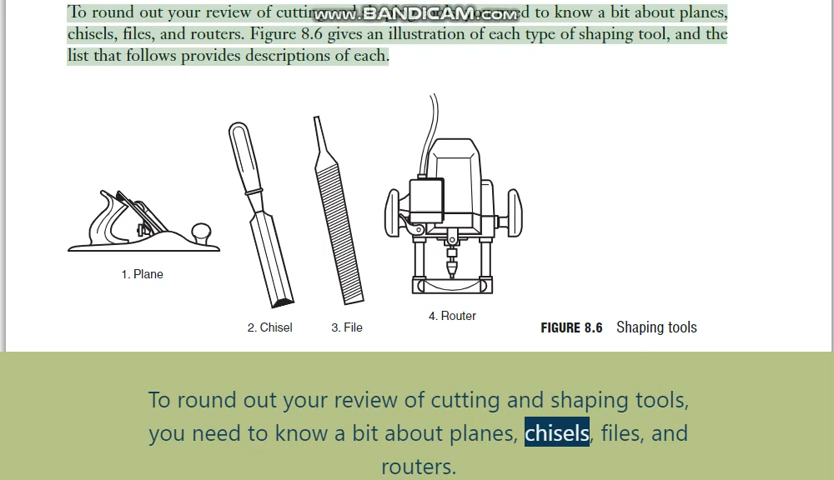 To round out your review of cutting
www.BANDICAM.com
d to know a bit about planes,
chisels, files, and routers. Figure 8.6 gives an illustration of each type of shaping tool, and the
list that follows provides descriptions of each.
1. Plane
2. Chisel
3. File
4. Router
FIGURE 8.6 Shaping tools
To round out your review of cutting and shaping tools,
you need to know a bit about planes, chisels, files, and
routers.